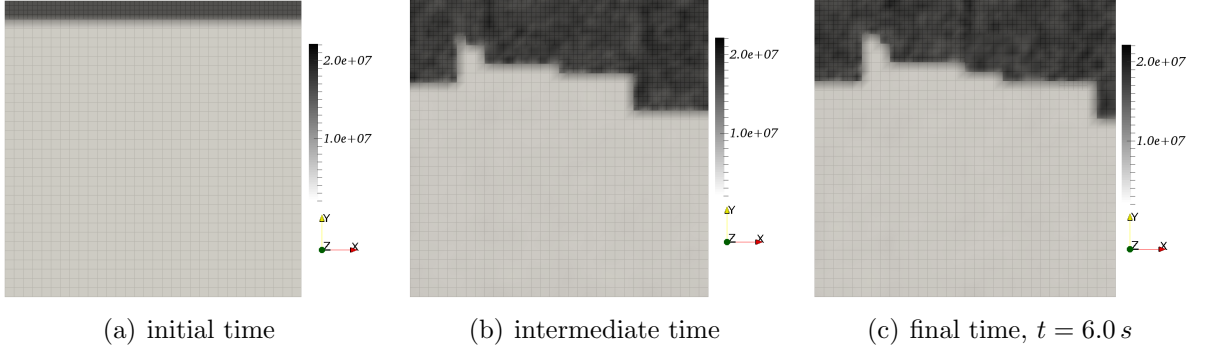 2.0e+07
1.0e+07
Y
Z X
2.0e+07
1.0e+07
Y
Z X
2.0e+07
1.0e+07
Y
Z X
(a) initial time
(b) intermediate time
(c) final time, t = 6.0 s